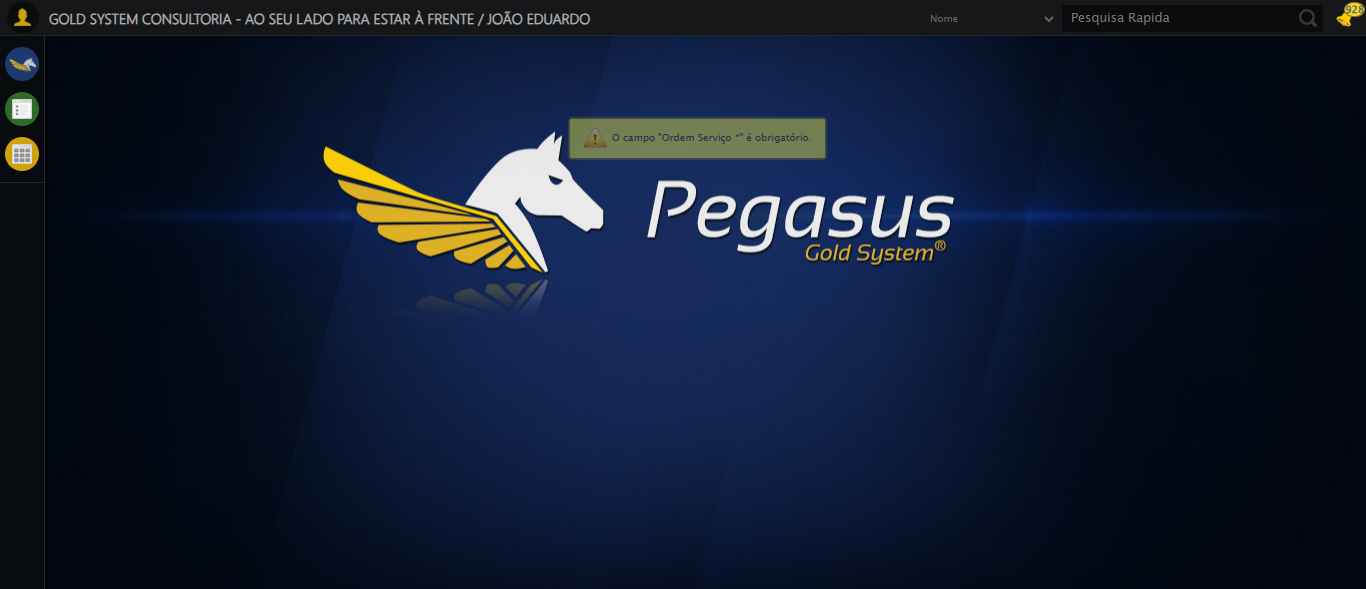 GOLD SYSTEM CONSULTORIA - AO SEU LADO PARA ESTAR À FRENTE / JOÃO EDUARDO
Nome
Pesquisa Rapida
928
O campo "Ordem Serviço *" é obrigatório.
Pegasus
Gold System®